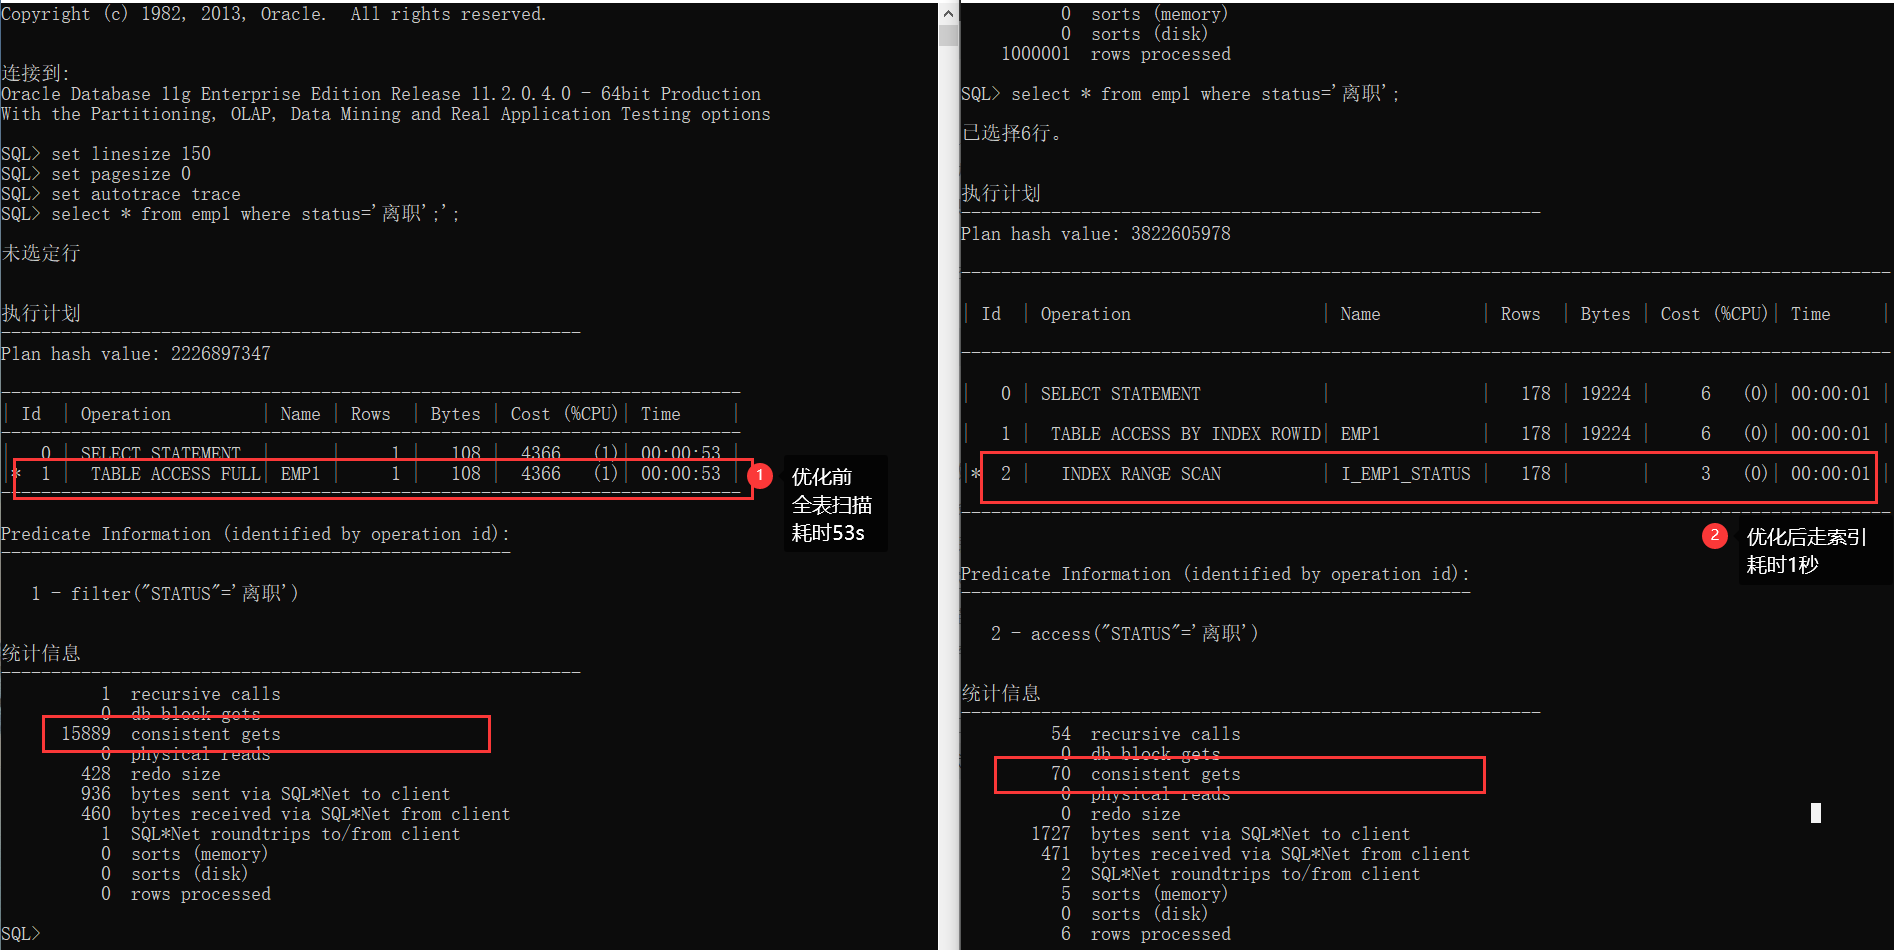 Copyright (c) 1982, 2013, Oracle.  All rights reserved.
连接到:
Oracle Database 11g Enterprise Edition Release 11.2.0.4.0 - 64bit Production
With the Partitioning, OLAP, Data Mining and Real Application Testing options
SQL> set linesize 150
SQL> set pagesize 0
SQL> set autotrace trace
SQL> select * from emp1 where status='离职';';
未选定行
执行计划
----------------------------------------------------------
Plan hash value: 2226897347
--------------------------------------------------------------------------
| Id  | Operation         | Name | Rows  | Bytes | Cost (%CPU)| Time     |
--------------------------------------------------------------------------
|   0 | SELECT STATEMENT  |      |     1 |   108 |  4366   (1)| 00:00:53 |
|*  1 |  TABLE ACCESS FULL| EMP1 |     1 |   108 |  4366   (1)| 00:00:53 |
--------------------------------------------------------------------------
1
优化前
全表扫描
耗时53s
Predicate Information (identified by operation id):
---------------------------------------------------
1 - filter("STATUS"='离职')
统计信息
----------------------------------------------------------
1  recursive calls
0  db block gets
15889  consistent gets
0  physical reads
428  redo size
936  bytes sent via SQL*Net to client
460  bytes received via SQL*Net from client
1  SQL*Net roundtrips to/from client
0  sorts (memory)
0  sorts (disk)
0  rows processed
SQL>
0  sorts (memory)
0  sorts (disk)
1000001  rows processed
SQL> select * from emp1 where status='离职';
已选择6行。
执行计划
----------------------------------------------------------
Plan hash value: 3822605978
---------------------------------------------------------------------------------------------
| Id  | Operation                   | Name          | Rows  | Bytes | Cost (%CPU)| Time     |
---------------------------------------------------------------------------------------------
|   0 | SELECT STATEMENT            |               |   178 | 19224 |     6   (0)| 00:00:01 |
|   1 |  TABLE ACCESS BY INDEX ROWID| EMP1          |   178 | 19224 |     6   (0)| 00:00:01 |
|*  2 |   INDEX RANGE SCAN          | I_EMP1_STATUS |   178 |       |     3   (0)| 00:00:01 |
---------------------------------------------------------------------------------------------
2
优化后走索引
耗时1秒
Predicate Information (identified by operation id):
---------------------------------------------------
2 - access("STATUS"='离职')
统计信息
----------------------------------------------------------
54  recursive calls
0  db block gets
70  consistent gets
0  physical reads
0  redo size
1727  bytes sent via SQL*Net to client
471  bytes received via SQL*Net from client
2  SQL*Net roundtrips to/from client
5  sorts (memory)
0  sorts (disk)
6  rows processed